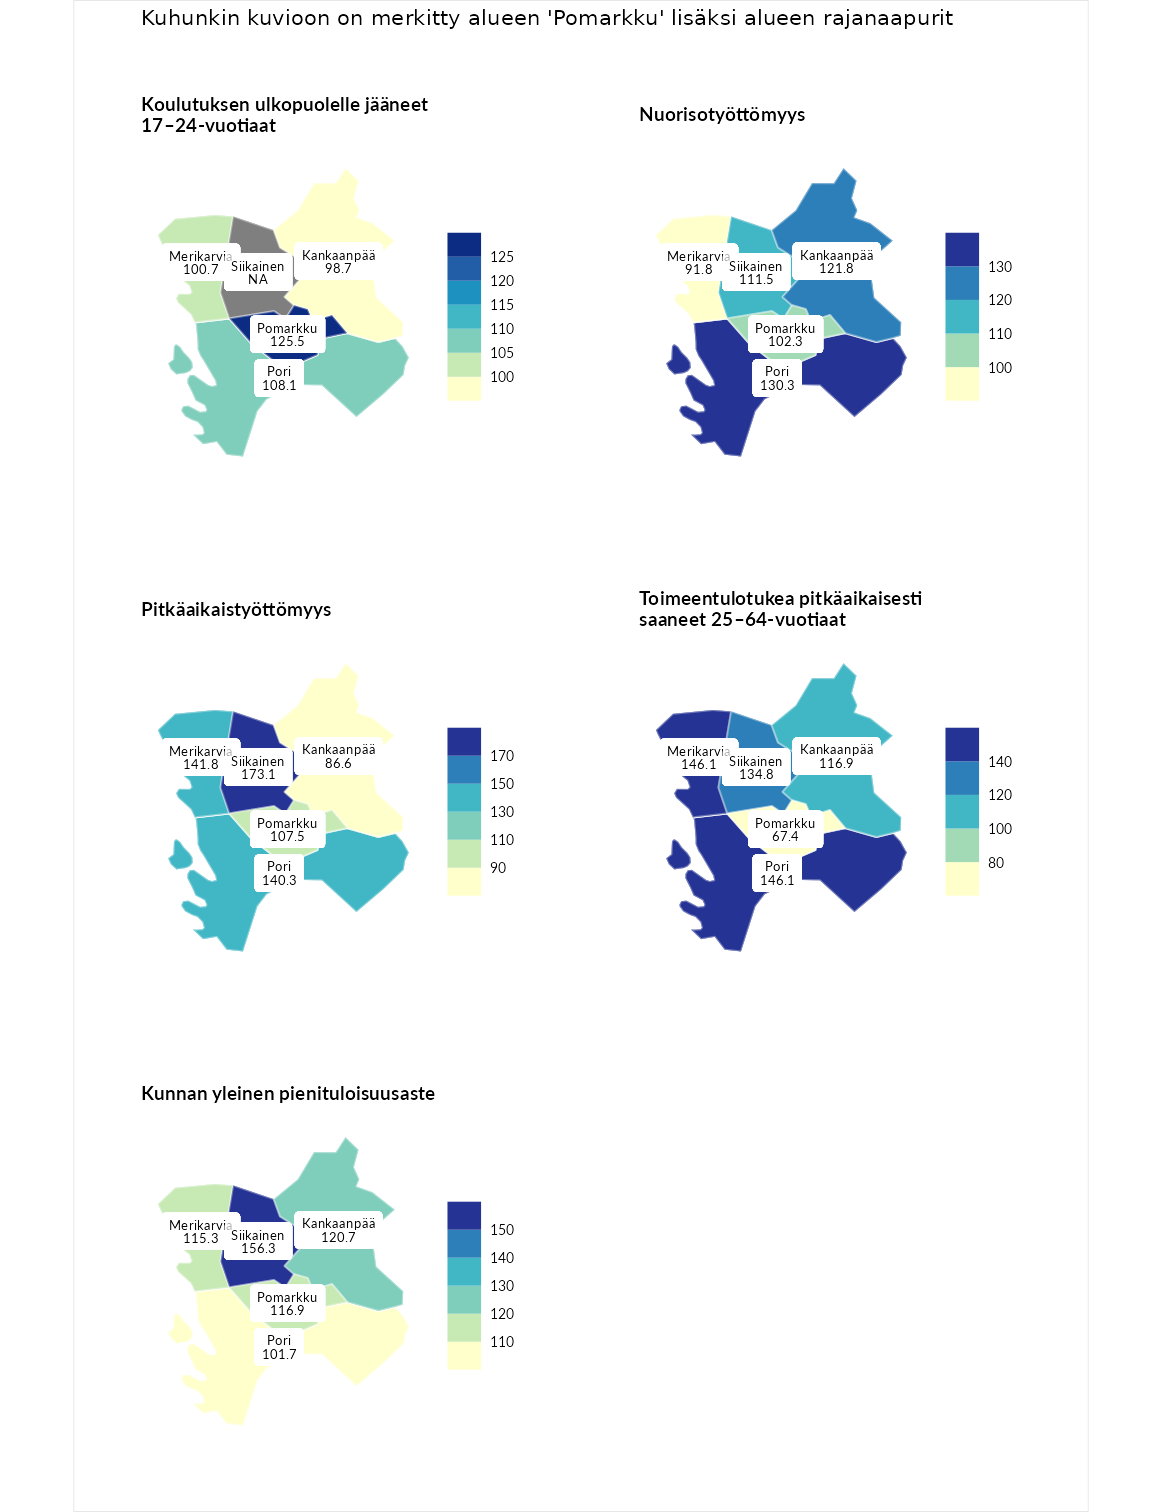 Kuhunkin kuvioon on merkitty alueen 'Pomarkku' lisäksi alueen rajanaapurit
Koulutuksen ulkopuolelle jääneet
17–24-vuotiaat
Merikarvia
100.7
Siikainen
NA
Kankaanpää
98.7
Pomarkku
125.5
Pori
108.1
125
120
115
110
105
100
Nuorisotyöttömyys
Merikarvia
91.8
Siikainen
111.5
Kankaanpää
121.8
Pomarkku
102.3
Pori
130.3
130
120
110
100
Pitkäaikaistyöttömyys
Merikarvia
141.8
Siikainen
173.1
Kankaanpää
86.6
Pomarkku
107.5
Pori
140.3
170
150
130
110
90
Toimeentulotukea pitkäaikaisesti
saaneet 25–64-vuotiaat
Merikarvia
146.1
Siikainen
134.8
Kankaanpää
116.9
Pomarkku
67.4
Pori
146.1
140
120
100
80
Kunnan yleinen pienituloisuusaste
Merikarvia
115.3
Siikainen
156.3
Kankaanpää
120.7
Pomarkku
116.9
Pori
101.7
150
140
130
120
110